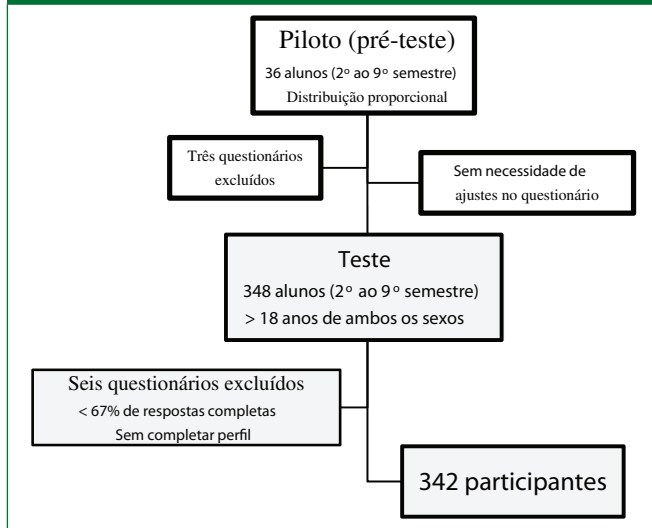 Piloto (pré-teste)
36 alunos (2º ao 9º semestre)
Distribuição proporcional
Três questionários
excluídos
Sem necessidade de
ajustes no questionário
Teste
348 alunos (2º ao 9º semestre)
> 18 anos de ambos os sexos
Seis questionários excluídos
< 67% de respostas completas
Sem completar perfil
342 participantes